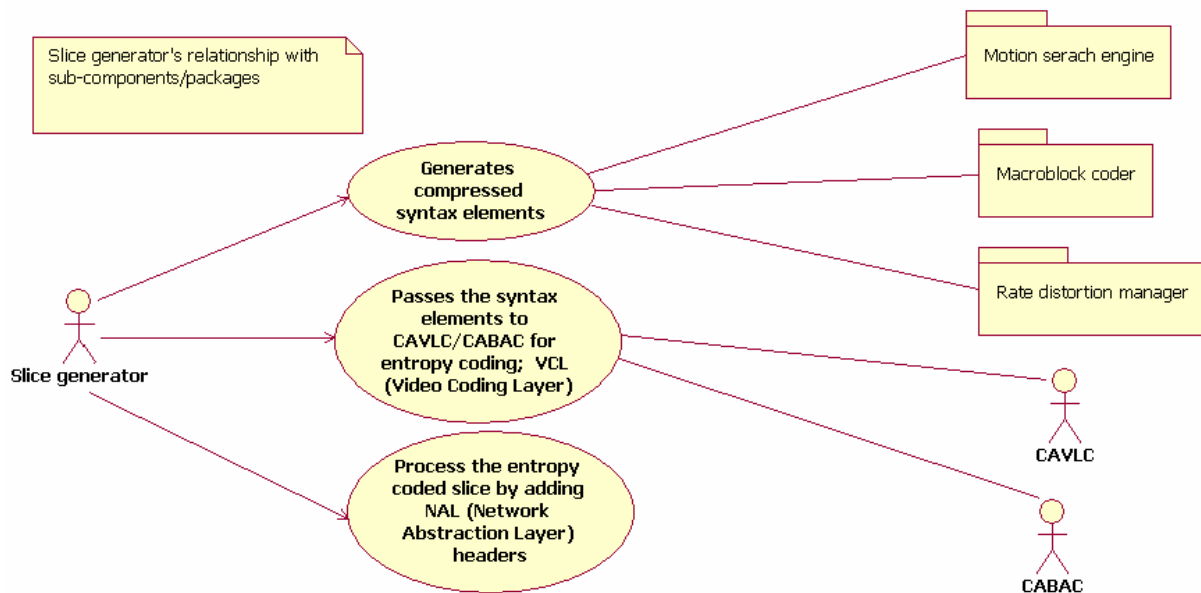 Slice generator's relationship with
sub-components/packages
Motion serach engine
Generates
compressed
syntax elements
Macroblock coder
Rate distortion manager
Passes the syntax
elements to
CAVLC/CABAC for
entropy coding;  VCL
(Video Coding Layer)
Slice generator
CAVLC
Process the entropy
coded slice by adding
NAL (Network
Abstraction Layer)
headers
CABAC